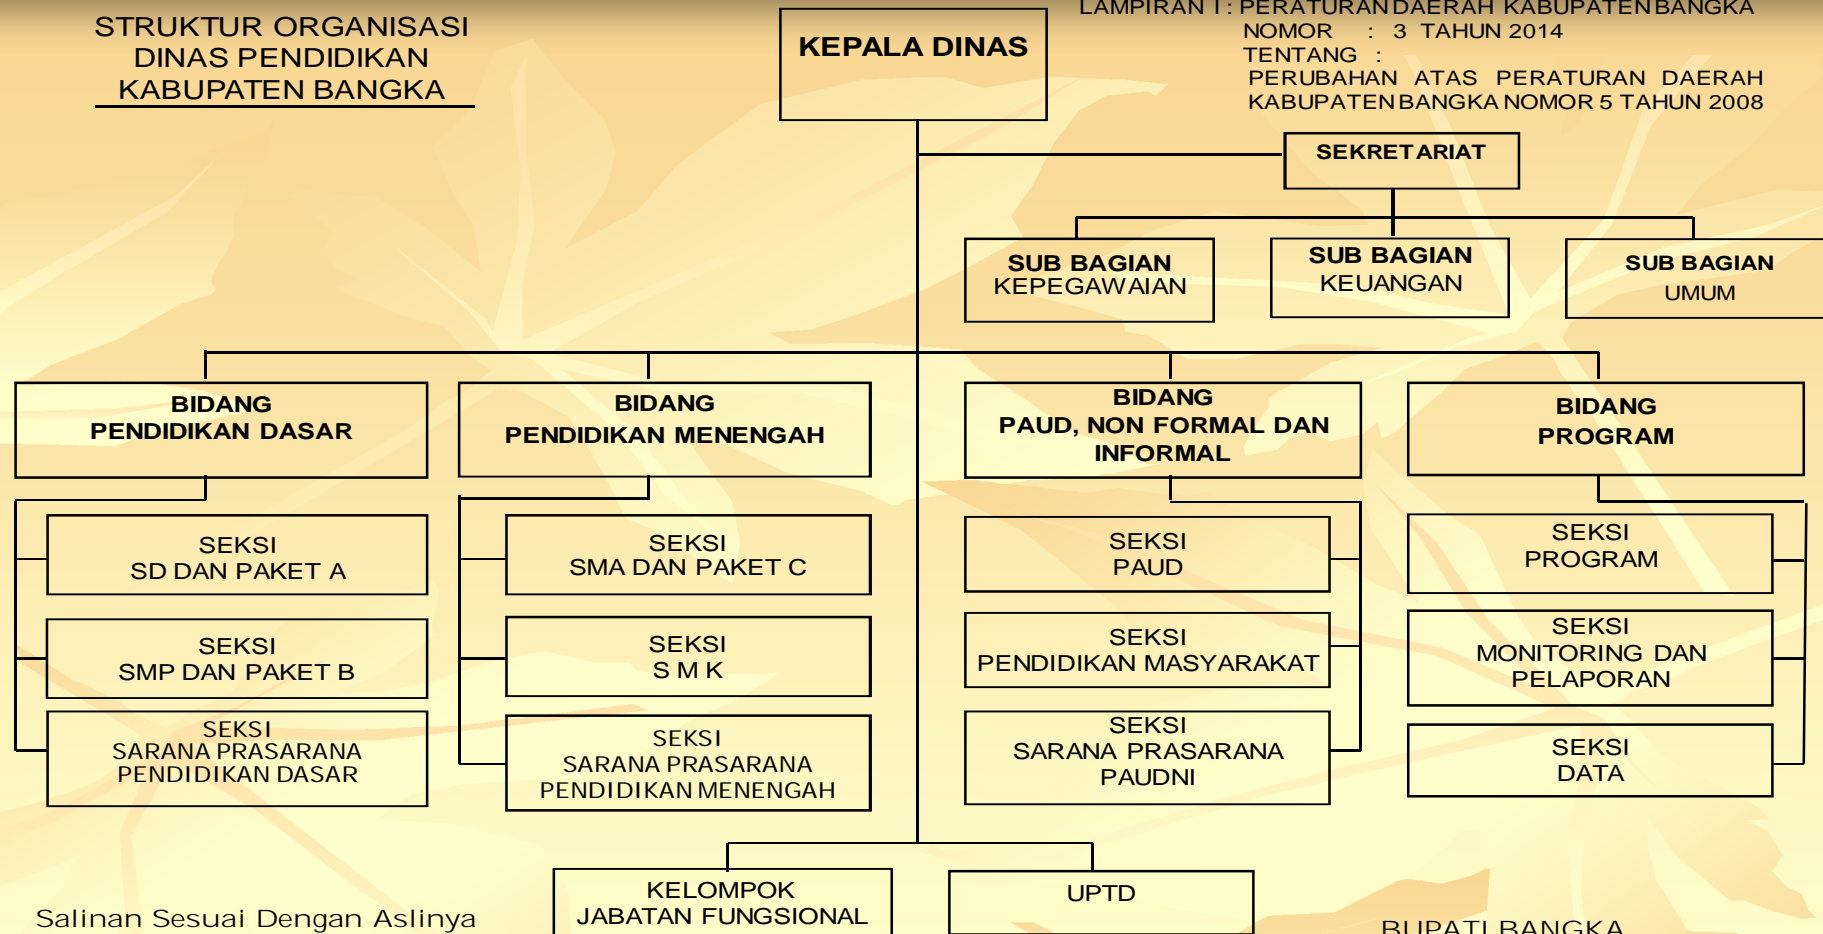 STRUKTUR ORGANISASI
DINAS PENDIDIKAN
KABUPATEN BANGKA
KEPALA DINAS
LAMPIRAN I : PERATURAN DAERAH KABUPATEN BANGKA
NOMOR : 3 TAHUN 2014
TENTANG :
PERUBAHAN ATAS PERATURAN DAERAH
KABUPATEN BANGKA NOMOR 5 TAHUN 2008
SEKRETARIAT
SUB BAGIAN
KEPEGAWAIAN
SUB BAGIAN
KEUANGAN
SUB BAGIAN
UMUM
BIDANG
PENDIDIKAN DASAR
BIDANG
PENDIDIKAN MENENGAH
BIDANG
PAUD, NON FORMAL DAN
INFORMAL
BIDANG
PROGRAM
SEKSI
SD DAN PAKET A
SEKSI
SMA DAN PAKET C
SEKSI
PAUD
SEKSI
PROGRAM
SEKSI
SMP DAN PAKET B
SEKSI
S M K
SEKSI
PENDIDIKAN MASYARAKAT
SEKSI
MONITORING DAN
PELAPORAN
SEKSI
SARANA PRASARANA
PENDIDIKAN DASAR
SEKSI
SARANA PRASARANA
PENDIDIKAN MENENGAH
SEKSI
SARANA PRASARANA
PAUDNI
SEKSI
DATA
KELOMPOK
JABATAN FUNGSIONAL
UPTD
Salinan Sesuai Dengan Aslinya
BUPATI BANGKA